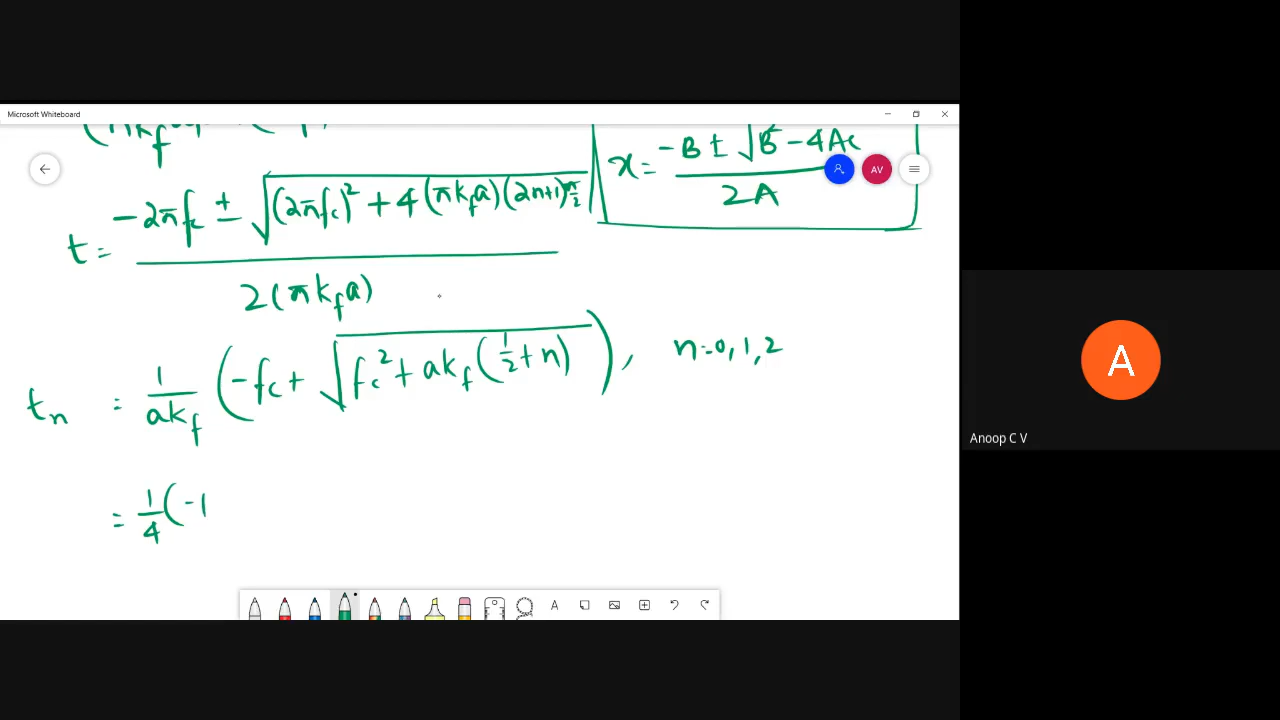 Microsoft Whiteboard
x = -B ± √B² - 4AC / 2A
t = -2πf_c ± √(2πf_c)² + 4(πk_f a)(2n+1)π/2 / 2(πk_f a)
t_n = 1/ak_f (-f_c + √f_c² + ak_f (1/2 + n)), n = 0, 1, 2
= 1/4 (-1
AV
A
Anoop C V